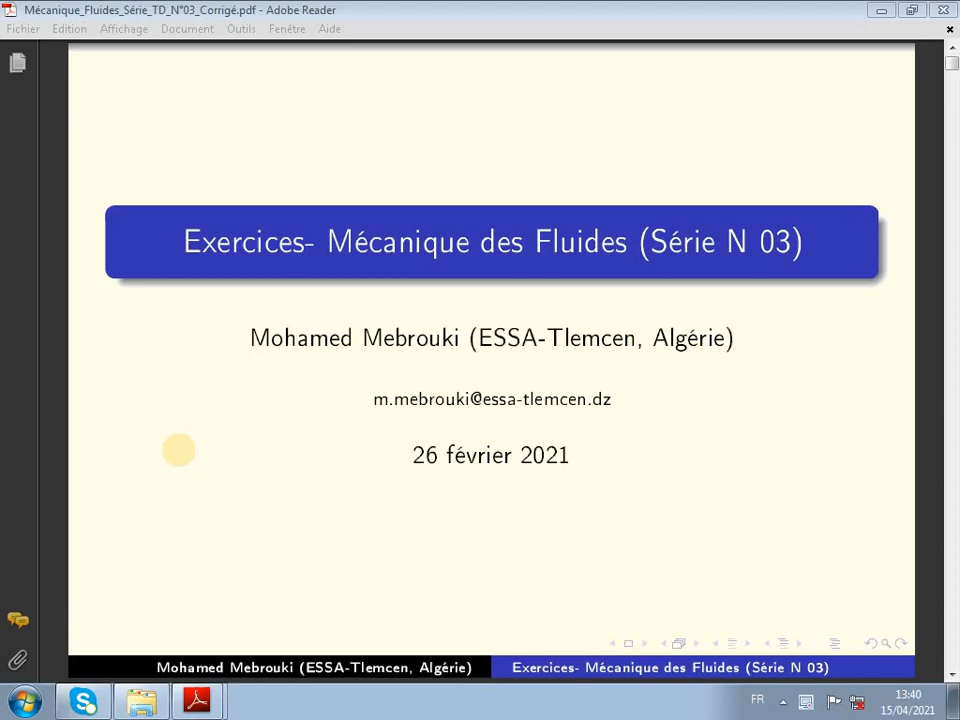 Mécanique_Fluides_Série_TD_N°03_Corrigé.pdf - Adobe Reader
Fichier Edition Affichage Document Outils Fenêtre Aide
Exercices- Mécanique des Fluides (Série N 03)
Mohamed Mebrouki (ESSA-Tlemcen, Algérie)
m.mebrouki@essa-tlemcen.dz
26 février 2021
Mohamed Mebrouki (ESSA-Tlemcen, Algérie) Exercices- Mécanique des Fluides (Série N 03)
FR
13:40
15/04/2021